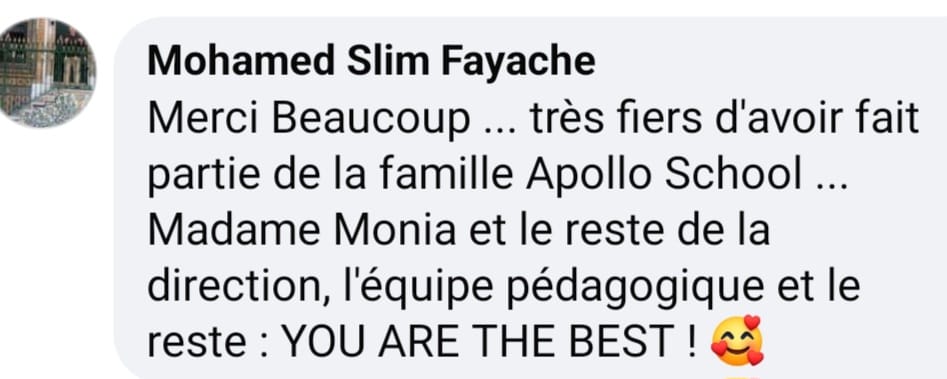 Mohamed Slim Fayache
Merci Beaucoup ... très fiers d'avoir fait
partie de la famille Apollo School ...
Madame Monia et le reste de la
direction, l'équipe pédagogique et le
reste : YOU ARE THE BEST ! 🥰